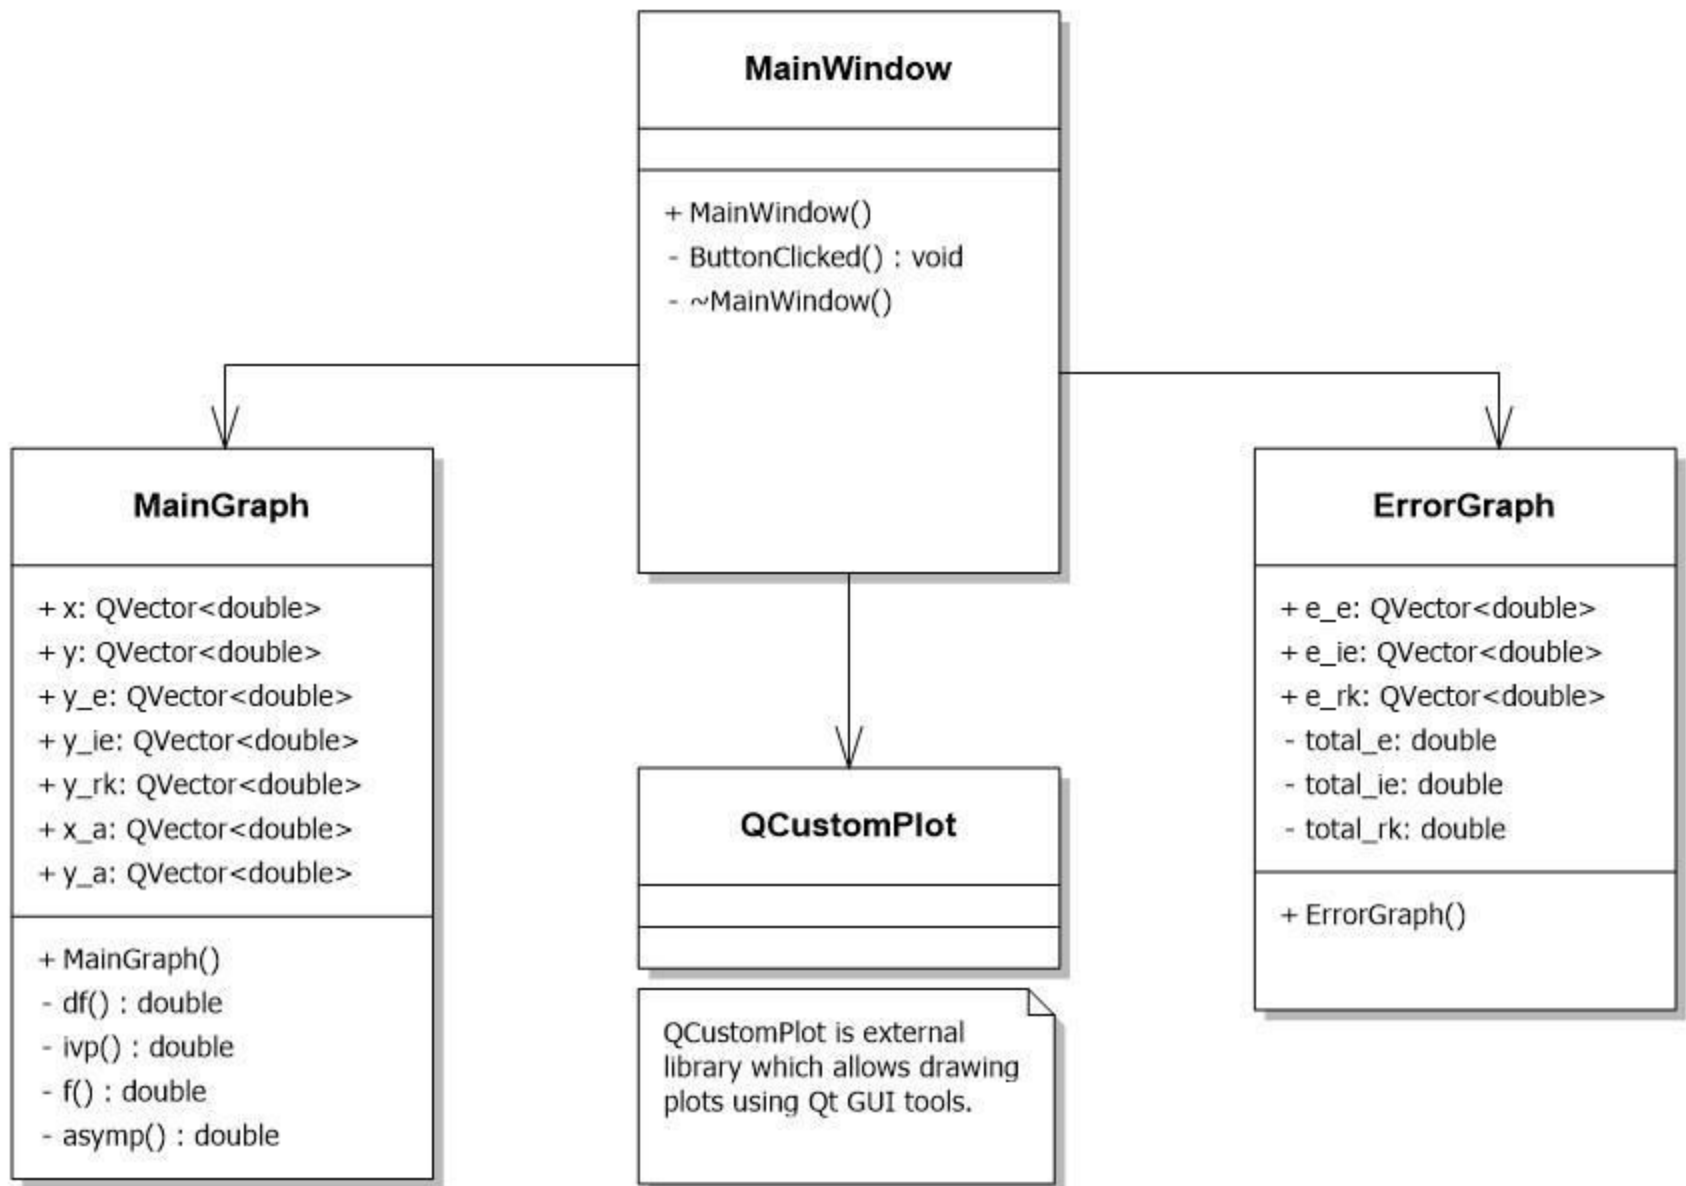 MainWindow
+ MainWindow()
- ButtonClicked() : void
- ~MainWindow()
MainGraph
+ x: QVector<double>
+ y: QVector<double>
+ y_e: QVector<double>
+ y_ie: QVector<double>
+ y_rk: QVector<double>
+ x_a: QVector<double>
+ y_a: QVector<double>
+ MainGraph()
- df() : double
- ivp() : double
- f() : double
- asymp() : double
QCustomPlot
QCustomPlot is external
library which allows drawing
plots using Qt GUI tools.
ErrorGraph
+ e_e: QVector<double>
+ e_ie: QVector<double>
+ e_rk: QVector<double>
- total_e: double
- total_ie: double
- total_rk: double
+ ErrorGraph()